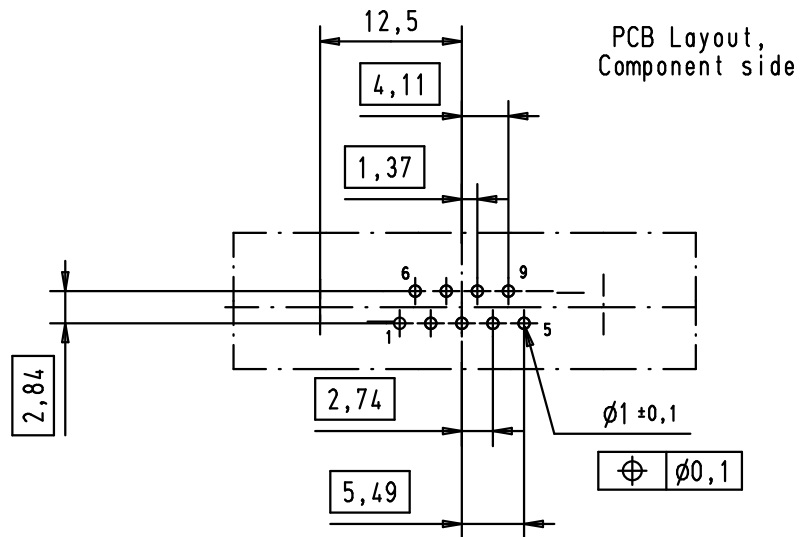 12,5
PCB Layout,
Component side
4,11
1,37
6
9
1
5
2,84
2,74
ø1 ±0,1
ø0,1
5,49